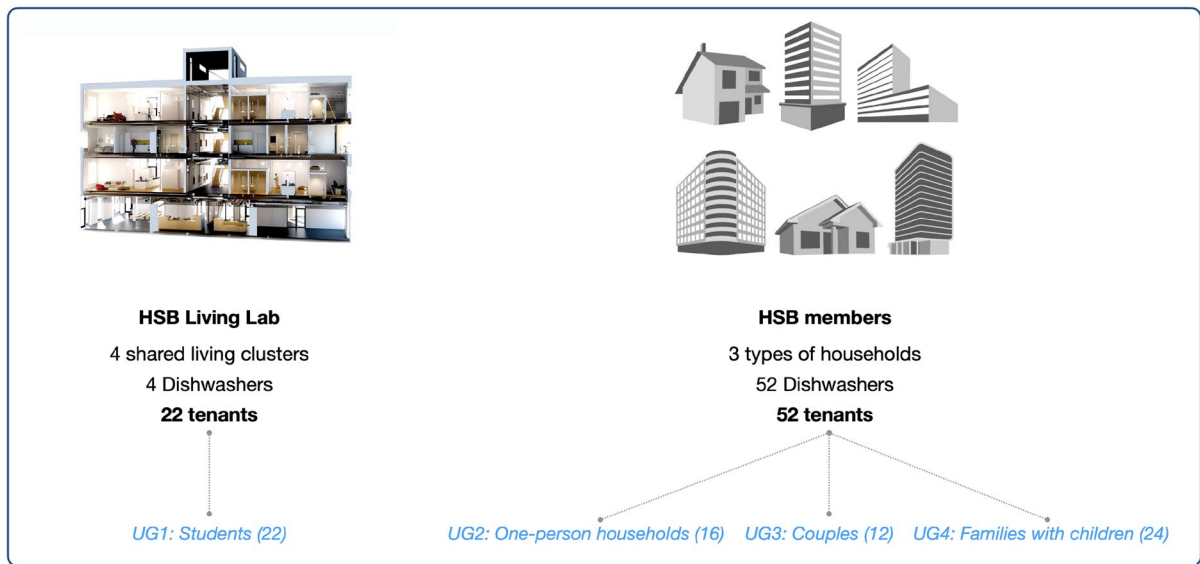 HSB Living Lab
4 shared living clusters
4 Dishwashers
22 tenants
UG1: Students (22)
HSB members
3 types of households
52 Dishwashers
52 tenants
UG2: One-person households (16)
UG3: Couples (12)
UG4: Families with children (24)